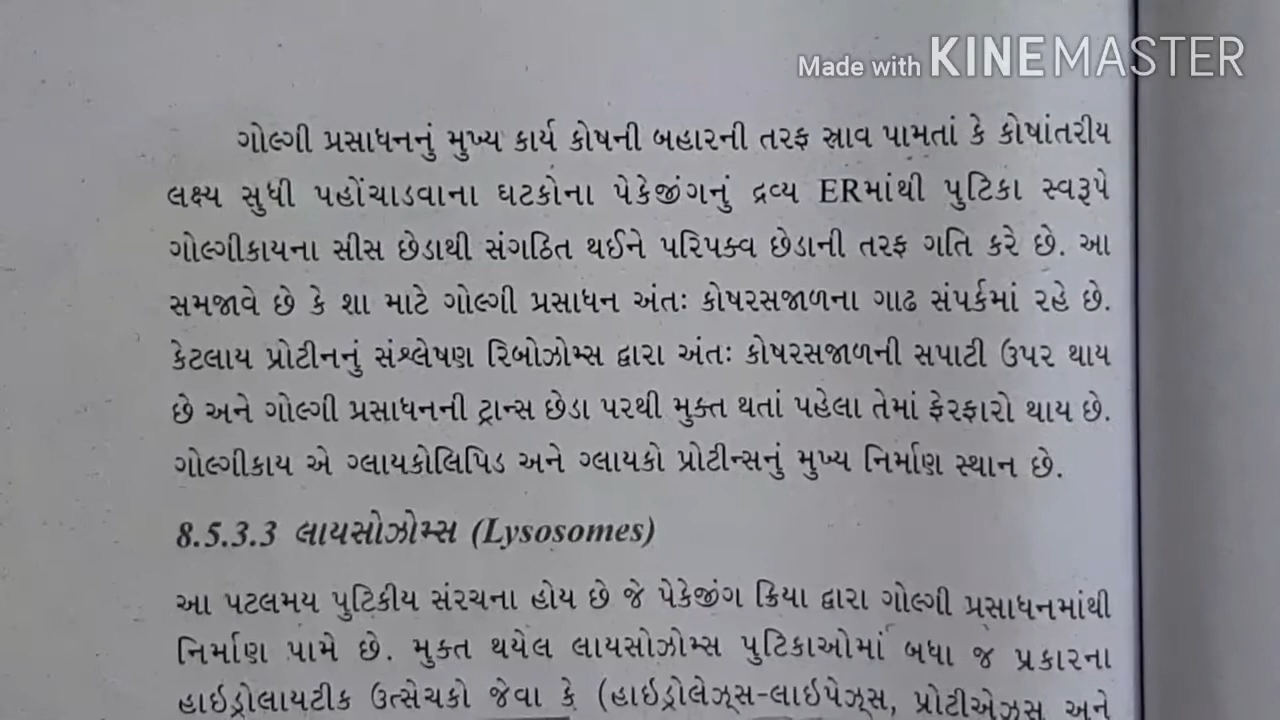 Made with KINEMASTER
ગોલ્ગી પ્રસાધનનું મુખ્ય કાર્ય કોષની બહારની તરફ સ્રાવ પામતાં કે કોષાંતરીય
લક્ષ્ય સુધી પહોંચાડવાના ઘટકોના પેકેજીંગનું દ્રવ્ય ERમાંથી પુટિકા સ્વરૂપે
ગોલ્ગીકાયના સીસ છેડાથી સંગઠિત થઈને પરિપક્વ છેડાની તરફ ગતિ કરે છે. આ
સમજાવે છે કે શા માટે ગોલ્ગી પ્રસાધન અંતઃ કોષરસજાળના ગાઢ સંપર્કમાં રહે છે.
કેટલાય પ્રોટીનનું સંશ્લેષણ રિબોઝોમ્સ દ્વારા અંતઃ કોષરસજાળની સપાટી ઉપર થાય
છે અને ગોલ્ગી પ્રસાધનની ટ્રાન્સ છેડા પરથી મુક્ત થતાં પહેલા તેમાં ફેરફારો થાય છે.
ગોલ્ગીકાય એ ગ્લાયકોલિપિડ અને ગ્લાયકો પ્રોટીન્સનું મુખ્ય નિર્માણ સ્થાન છે.
8.5.3.3 લાયસોઝોમ્સ (Lysosomes)
આ પટલમય પુટિકીય સંરચના હોય છે જે પેકેજીંગ ક્રિયા દ્વારા ગોલ્ગી પ્રસાધનમાંથી
નિર્માણ પામે છે. મુક્ત થયેલ લાયસોઝોમ્સ પુટિકાઓમાં બધા જ પ્રકારના
હાઇડ્રોલાયટીક ઉત્સેચકો જેવા કે (હાઇડ્રોલેઝ્સ-લાઇપેઝ્સ, પ્રોટીએઝ્સ અને